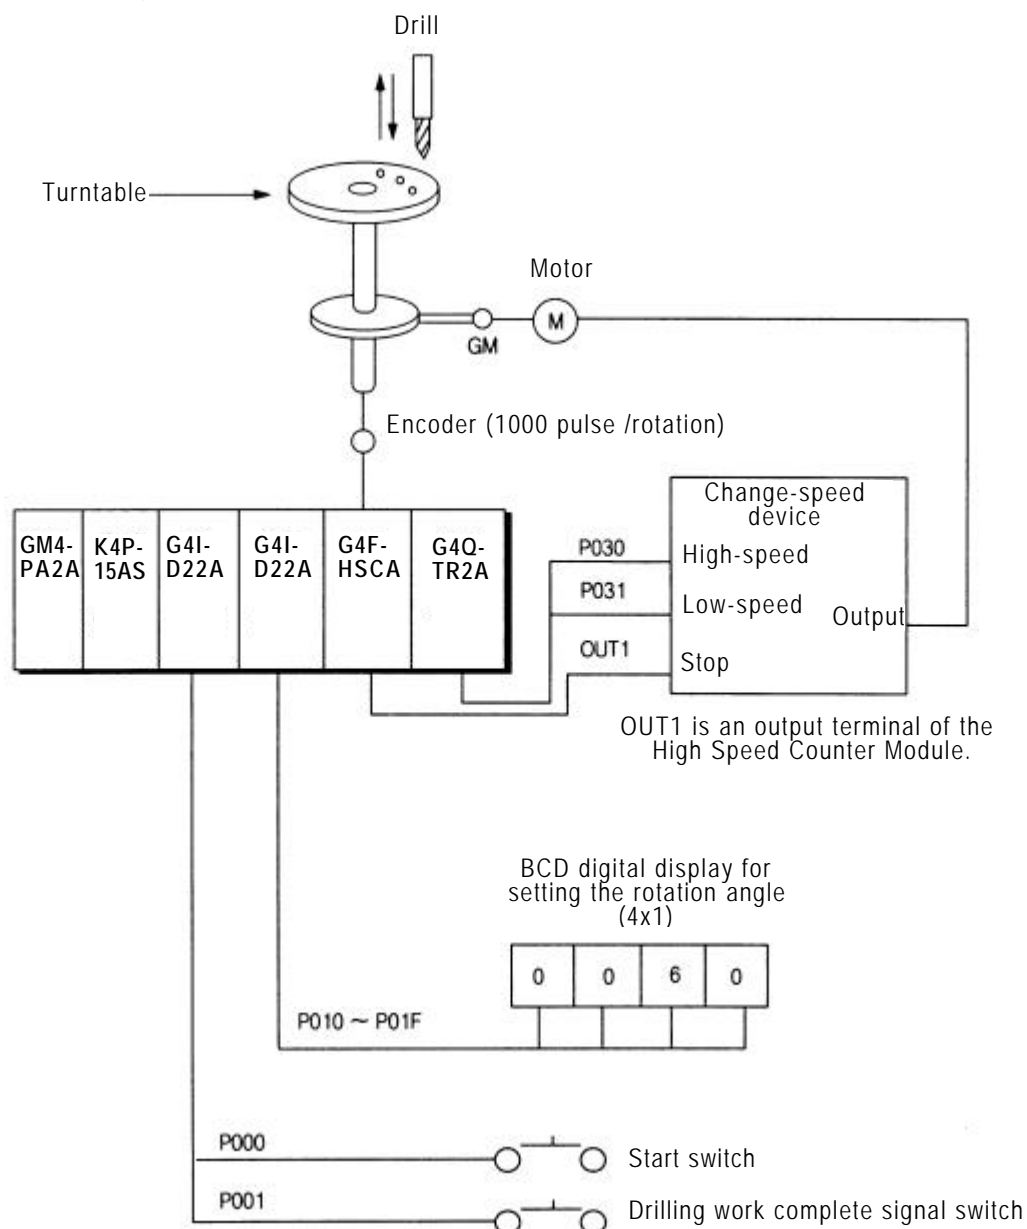 Drill
Turntable
Motor
M
GM
Encoder (1000 pulse /rotation)
GM4-
PA2A
K4P-
15AS
G4I-
D22A
G4I-
D22A
G4F-
HSCA
G4Q-
TR2A
P030
P031
OUT1
Change-speed
device
High-speed
Low-speed
Output
Stop
OUT1 is an output terminal of the
High Speed Counter Module.
BCD digital display for
setting the rotation angle
(4x1)
0 0 6 0
P010 ~ P01F
P000
Start switch
P001
Drilling work complete signal switch